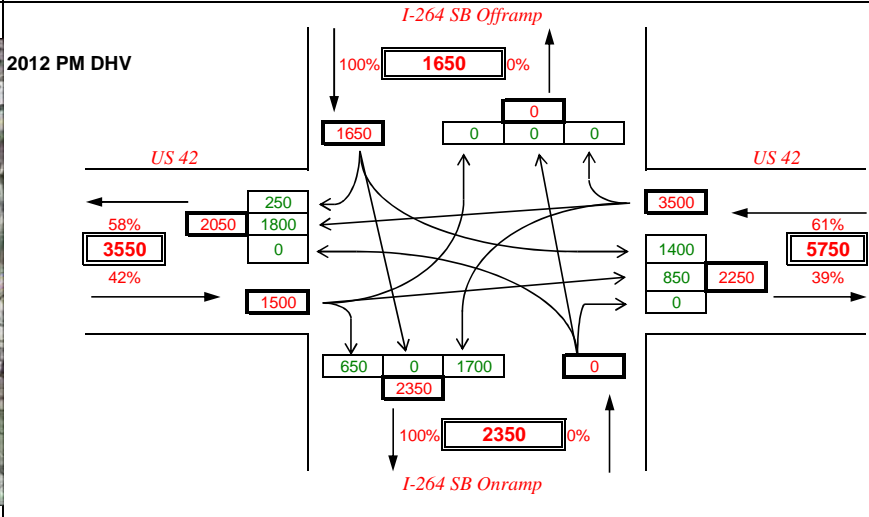 I-264 SB Offramp
2012 PM DHV
100% 1650 0%
0
1650 0 0 0
US 42 US 42
250 3500
58% 2050 1800 61%
3550 0 1400 5750
42% 850 2250 39%
1500 0
650 0 1700 0
2350
100% 2350 0%
I-264 SB Onramp